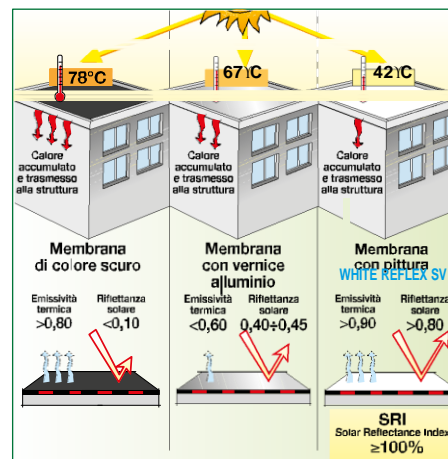 78°C
67ϓC
42ϓC
Calore
accumulato
e trasmesso
alla struttura
Calore
accumulato
e trasmesso
alla struttura
Calore
accumulato
e trasmesso
alla struttura
Membrana
di colore scuro
Membrana
con vernice
alluminio
Membrana
con pittura
WHITE REFLEX SV
Emissività
termica
>0,80
Riflettanza
solare
<0,10
Emissività
termica
<0,60
Riflettanza
solare
0,40÷0,45
Emissività
termica
>0,90
Riflettanza
solare
>0,80
SRI
Solar Reflectance Index
≥100%